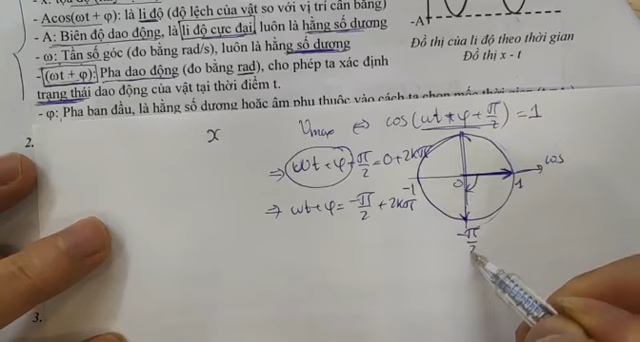 - Acos(ωt + φ): là li độ (độ lệch của vật so với vị trí cân bằng)
- A: Biên độ dao động, là li độ cực đại, luôn là hằng số dương
- ω: Tần số góc (đo bằng rad/s), luôn là hằng số dương
- (ωt + φ): Pha dao động (đo bằng rad), cho phép ta xác định
trạng thái dao động của vật tại thời điểm t.
- φ: Pha ban đầu, là hằng số dương hoặc âm phụ thuộc vào cách ta chọn mốc thời gian
-A
Đồ thị của li độ theo thời gian
Đồ thị x - t
2.
x
Vmax ⇔ cos(ωt+φ+π/2) = 1
⇒ ωt+φ+π/2 = 0+2kπ
⇒ ωt+φ = -π/2 + 2kπ
-1
0
1
cos
-π/2
3.